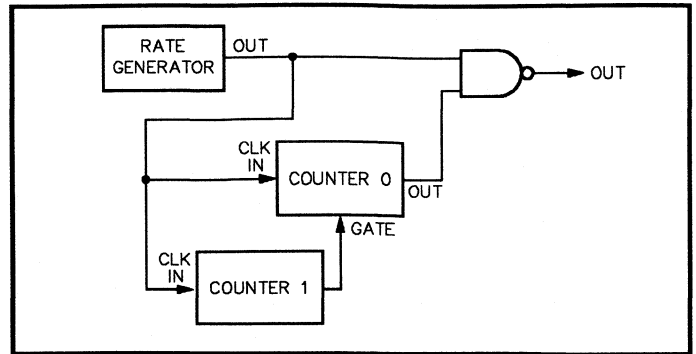 RATE
GENERATOR
OUT
OUT
CLK
IN
COUNTER 0
OUT
GATE
CLK
IN
COUNTER 1